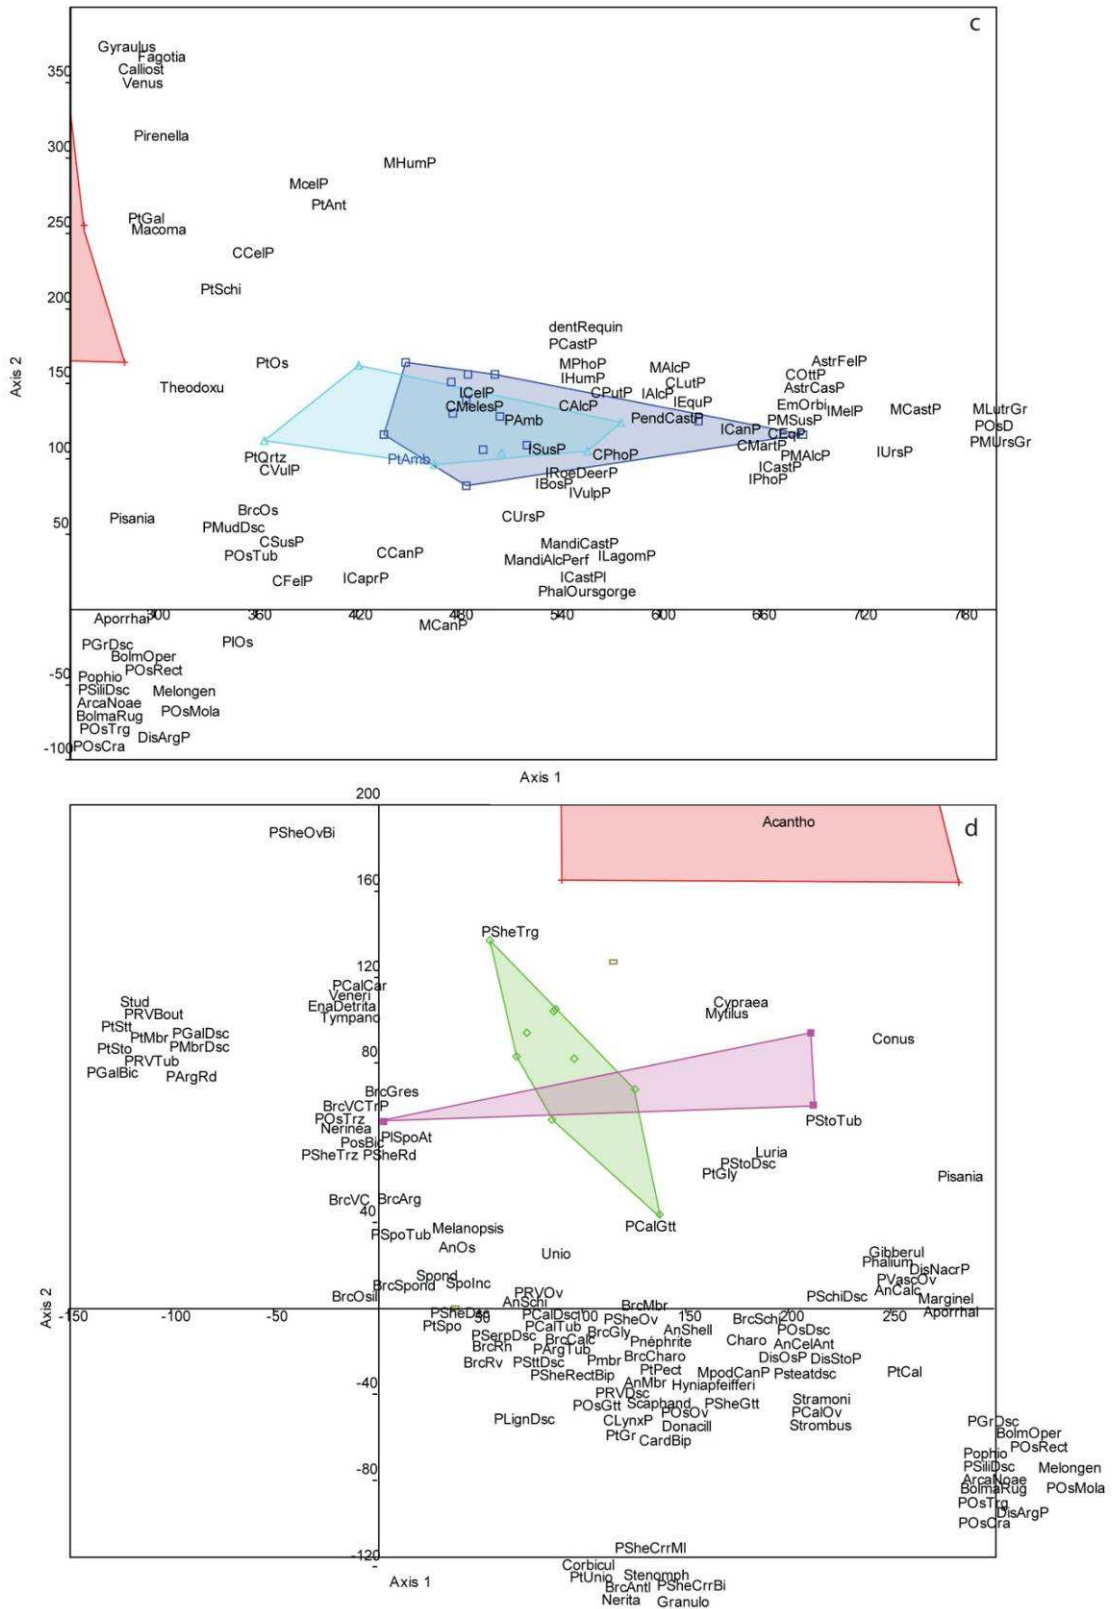 c
Gyraulus
Fagotia
Calliost
350
Venus
Pirenella
300
MHumP
McelP
PtAnt
PtGal
Macoma
250
CCelP
PtSchi
200
dentRequin
PCastP
Axis 2
PtOs
MPhoP
MAlcP
AstrFelP
150
Theodoxu
IHumP
CLutP
COttP
ICelP
CPutP
IAlcP
AstrCasP
CMelesP
CAlcP
IEquP
EmOrbi
IMelP
MCastP
MLutrGr
PAmb
PendCastP
ICanP
PMSusP
POsD
CEqP
PMUrsGr
100
PtQrtz
PtAmb
ISusP
CPhoP
CMartP
PMAlcP
IUrsP
CVulP
IRoeDeerP
ICastP
IBosP
IVulpP
IPhoP
BrcOs
Pisania
CUrsP
50
PMudDsc
CSusP
POsTub
CCanP
MandiCastP
MandiAlcPerf
ILagomP
CFelP
ICaprP
ICastPl
PhalOursgorge
Aporrhai
300 360 420 480 540 600 660 720 780
MCanP
PGrDsc
PlOs
BolmOper
-50
Pophio
POsRect
PSiliDsc
Melongen
ArcaNoae
BolmaRug
POsMola
POsTrg
DisArgP
-100
POsCra
Axis 1
200
d
PSheOvBi
Acantho
160
PSheTrg
120
PCalCar
Veneri
EnaDetrita
Tympano
Stud
PRVBout
PtStt
PtMbr
PGalDsc
PtSto
PMbrDsc
PRVTub
PGalBic
PArgRd
80
Cypraea
Mytilus
Conus
BrcGres
BrcVCTrP
POsTrz
Nerinea
PlSpoAt
PosBic
PSheTrz
PSheRd
PStoTub
Luria
PStoDsc
PtGly
Pisania
BrcVC
BrcArg
40
PSpoTub
Melanopsis
AnOs
PCalGtt
Unio
Gibberul
Phalium
DisNacrP
Spond
BrcSpond
SpoInc
PVascOv
AnCalc
BrcOsil
PRVOv
AnSchi
PSchiDsc
Marginel
Axis 2
BrcMbr
Aporrhal
-150 -100 -50 50 100 150 200 250
PSheDsc
PCalDsc
PSheOv
BrcSchi
PtSpo
PCalTub
AnShell
POsDsc
PSerpDsc
BrcCalc
BrcGly
Pnéphrite
Charo
AnCelAnt
BrcRh
PArgTub
BrcCharo
DisOsP
DisStoP
BrcRv
PSttDsc
Pmbr
PtPect
MpodCanP
Psteatdsc
PtCal
PSheRectBip
AnMbr
Hyniapfeifferi
-40
PRVDsc
Scaphand
PSheGtt
Stramoni
POsGtt
POsOv
PCalOv
PLignDsc
CLynxP
Donacill
Strombus
PGrDsc
PtGr
CardBip
BolmOper
POsRect
Pophio
-80
PSiliDsc
Melongen
ArcaNoae
BolmaRug
POsMola
POsTrg
DisArgP
POsCra
-120
PSheCrrMl
Corbicul
PtUnio
Stenomph
Axis 1
BrcAntl
PSheCrrBi
Nerita
Granulo